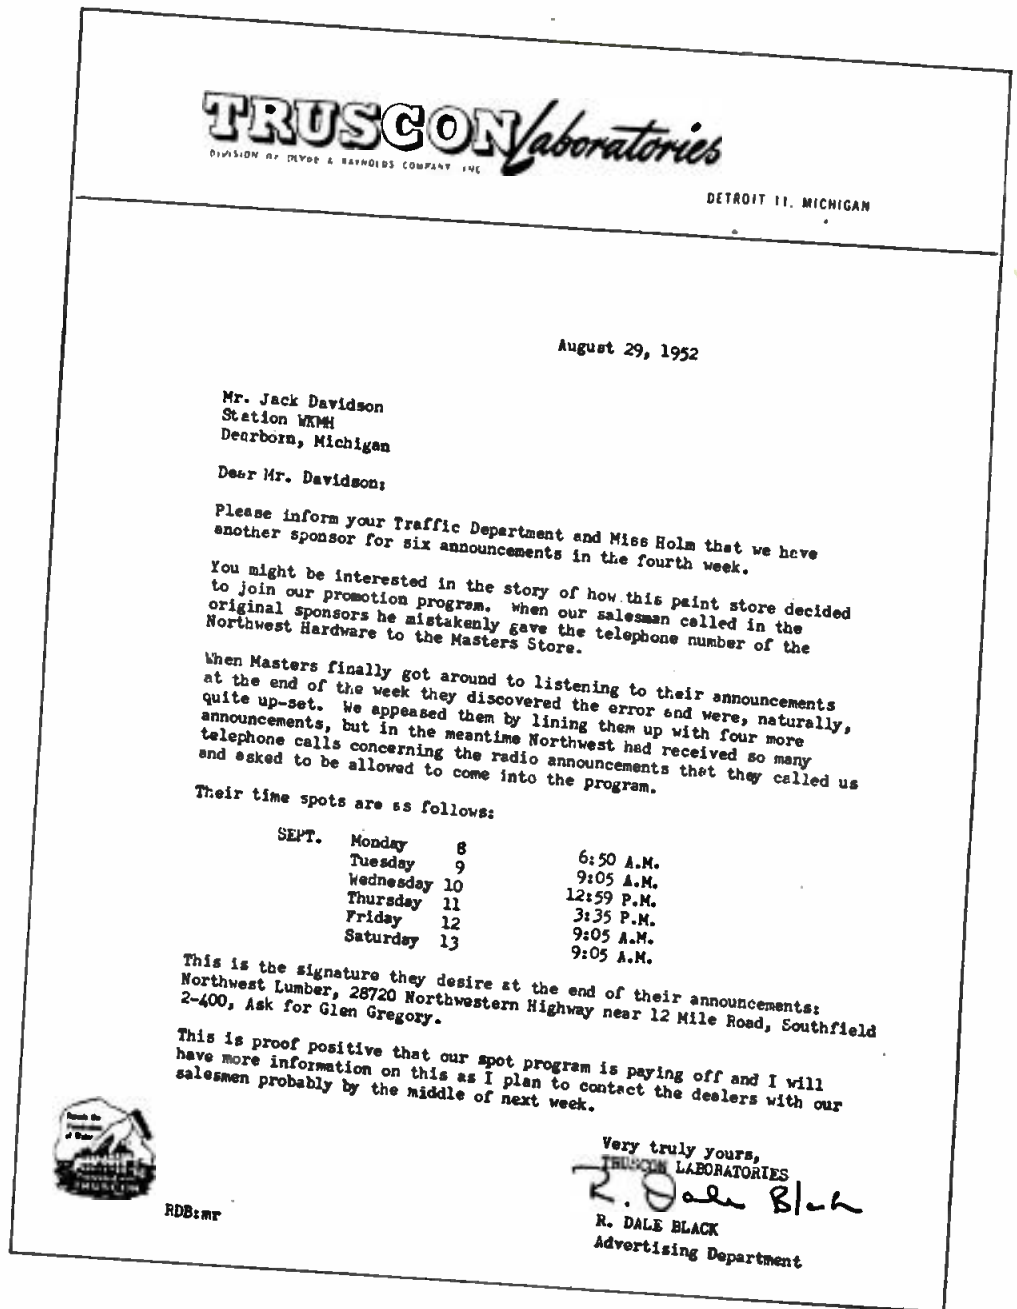 TRUSCON Laboratories
DIVISION OF DEVOE & RAYNOLDS COMPANY, INC
DETROIT 11, MICHIGAN
August 29, 1952
Mr. Jack Davidson
Station WKMH
Dearborn, Michigan
Dear Mr. Davidson:
Please inform your Traffic Department and Miss Holm that we have
another sponsor for six announcements in the fourth week.
You might be interested in the story of how this paint store decided
to join our promotion program. When our salesman called in the
original sponsors he mistakenly gave the telephone number of the
Northwest Hardware to the Masters Store.
When Masters finally got around to listening to their announcements
at the end of the week they discovered the error and were, naturally,
quite up-set. We appeased them by lining them up with four more
announcements, but in the meantime Northwest had received so many
telephone calls concerning the radio announcements that they called us
and asked to be allowed to come into the program.
Their time spots are as follows:
SEPT. Monday 8 6:50 A.M.
Tuesday 9 9:05 A.M.
Wednesday 10 12:59 P.M.
Thursday 11 3:35 P.M.
Friday 12 9:05 A.M.
Saturday 13 9:05 A.M.
This is the signature they desire at the end of their announcements:
Northwest Lumber, 28720 Northwestern Highway near 12 Mile Road, Southfield
2-400, Ask for Glen Gregory.
This is proof positive that our spot program is paying off and I will
have more information on this as I plan to contact the dealers with our
salesmen probably by the middle of next week.
Very truly yours,
TRUSCON LABORATORIES
R. Dale Black
R. DALE BLACK
Advertising Department
RDB:mr
of Water
TRUSCON